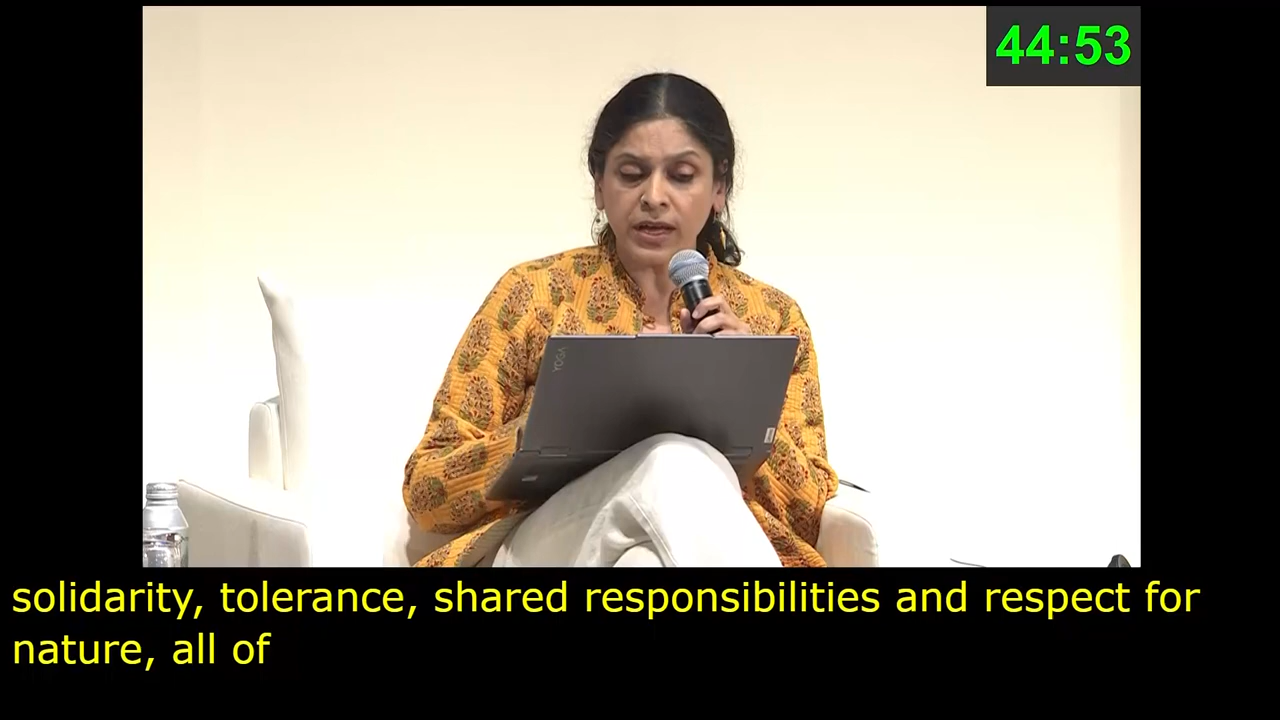 44:53
YOGA
solidarity, tolerance, shared responsibilities and respect for
nature, all of